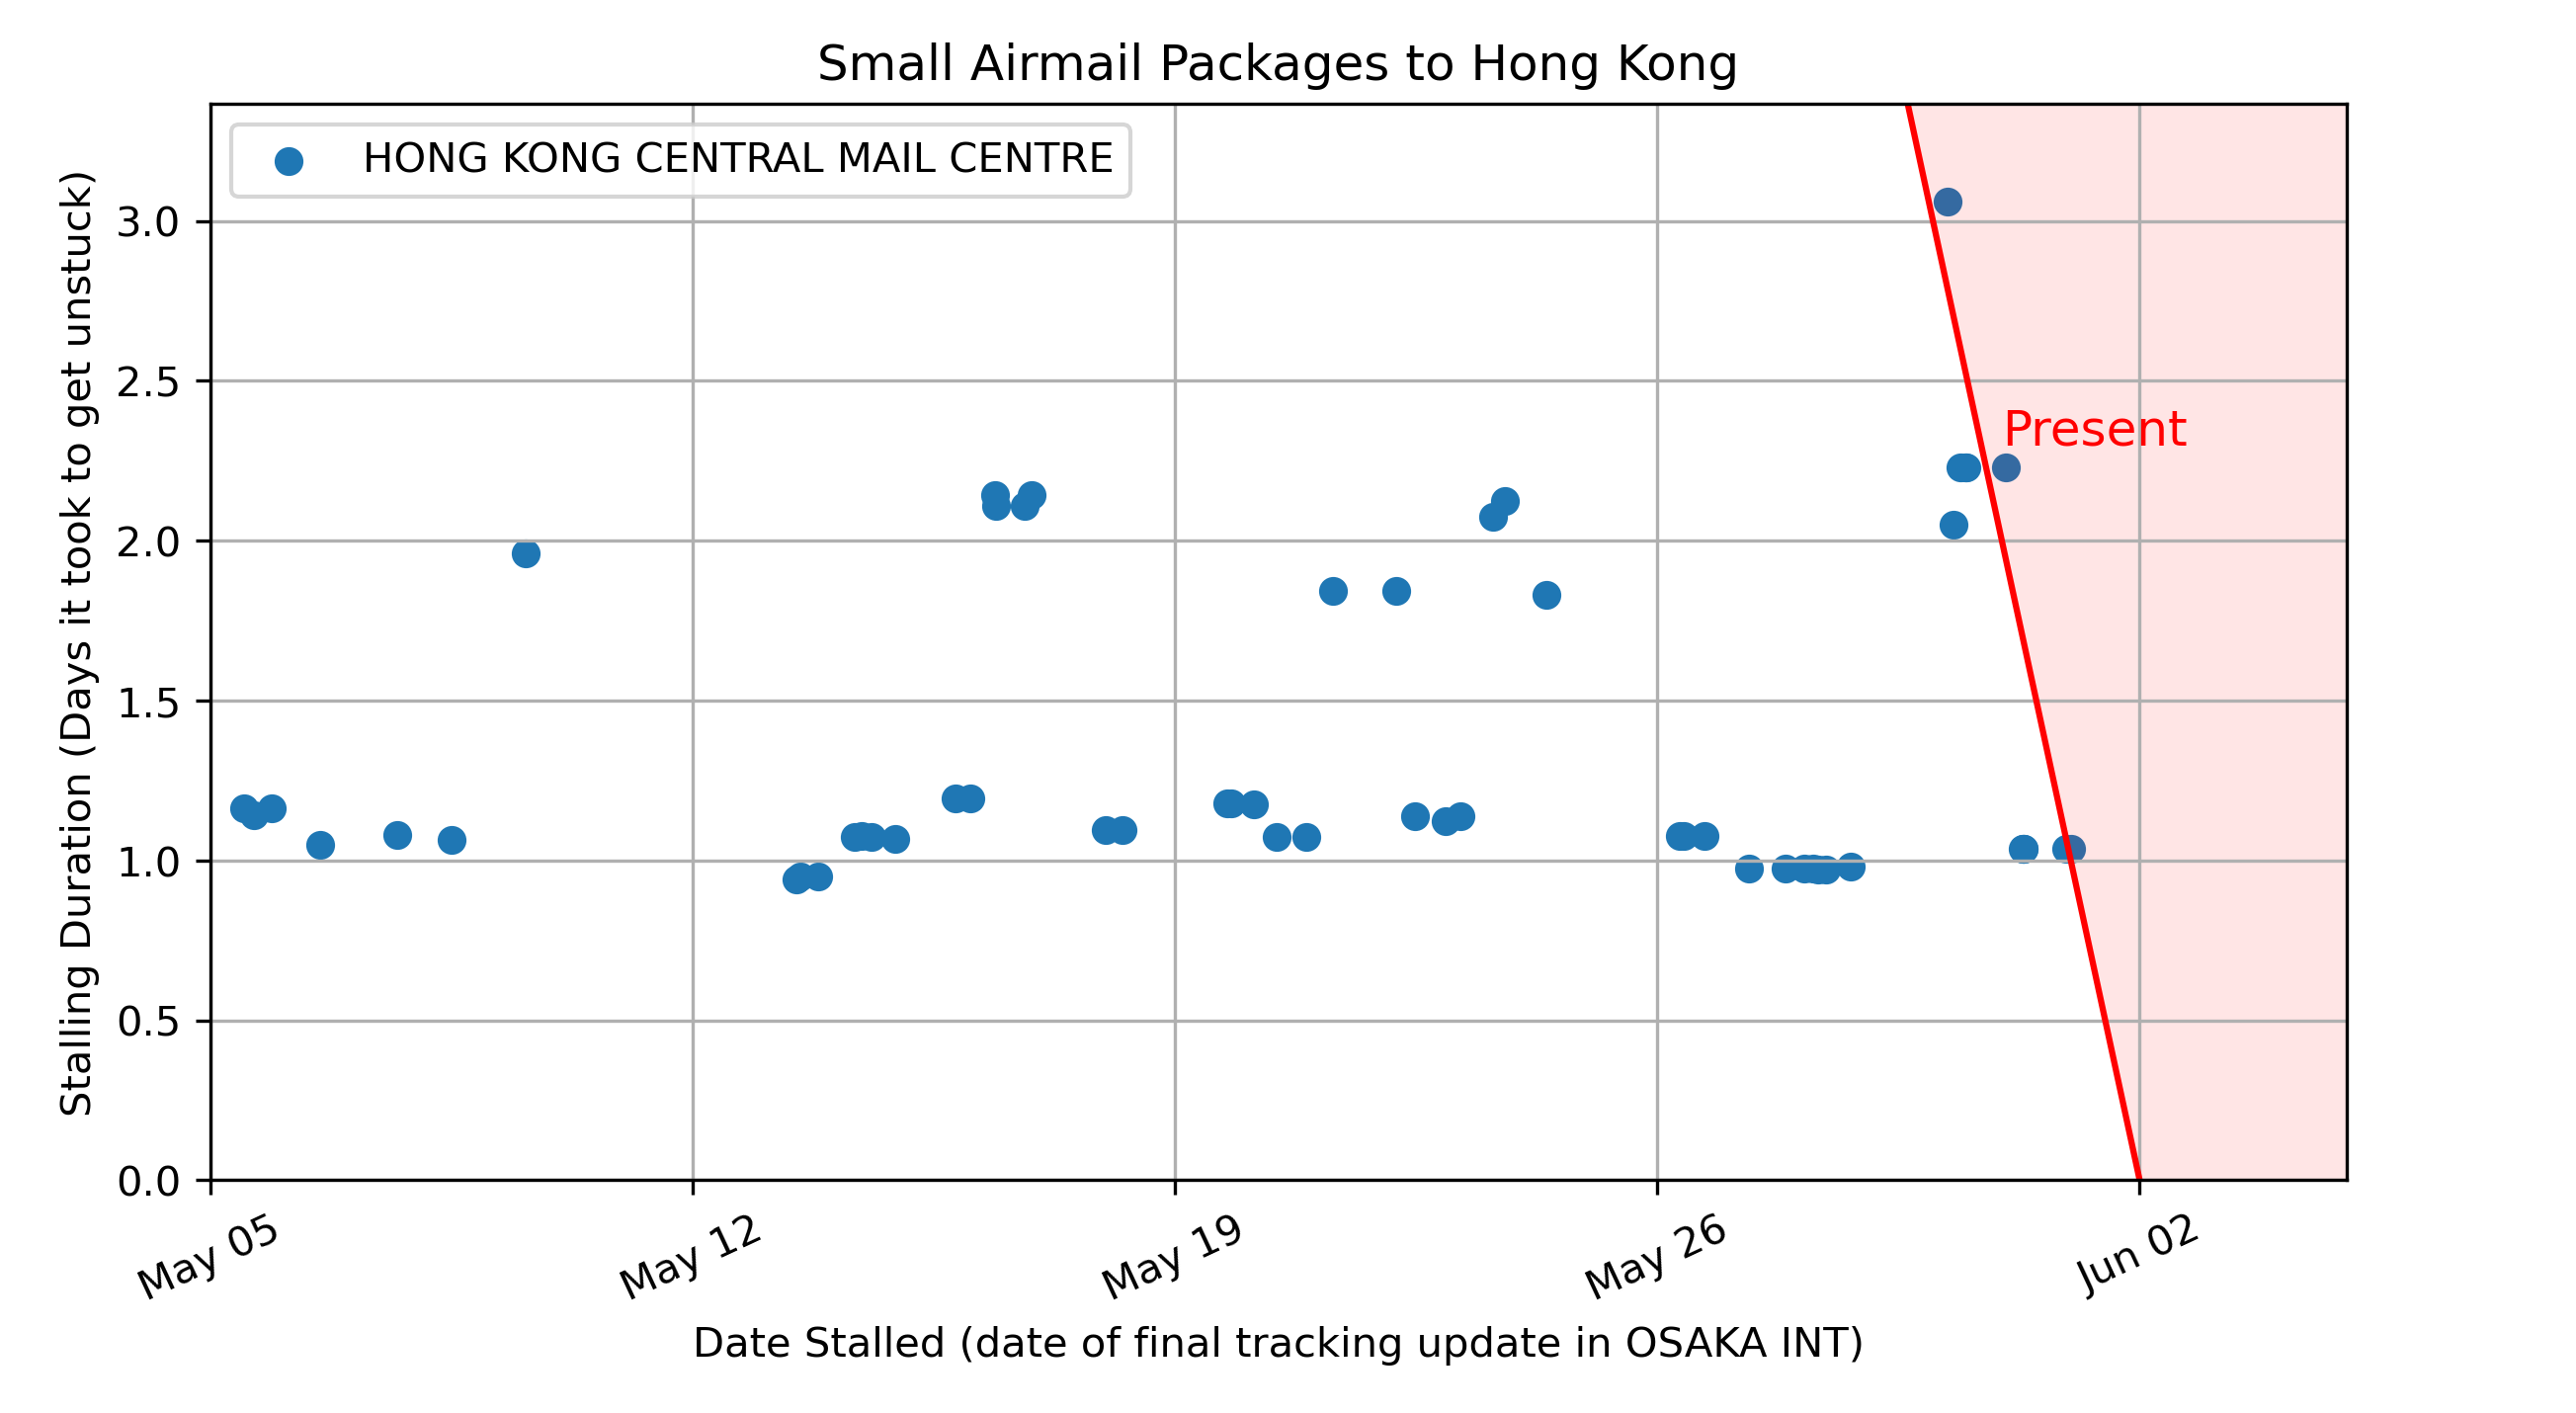 Small Airmail Packages to Hong Kong
HONG KONG CENTRAL MAIL CENTRE
Stalling Duration (Days it took to get unstuck)
3.0
2.5
2.0
1.5
1.0
0.5
0.0
Present
May 05
May 12
May 19
May 26
Jun 02
Date Stalled (date of final tracking update in OSAKA INT)